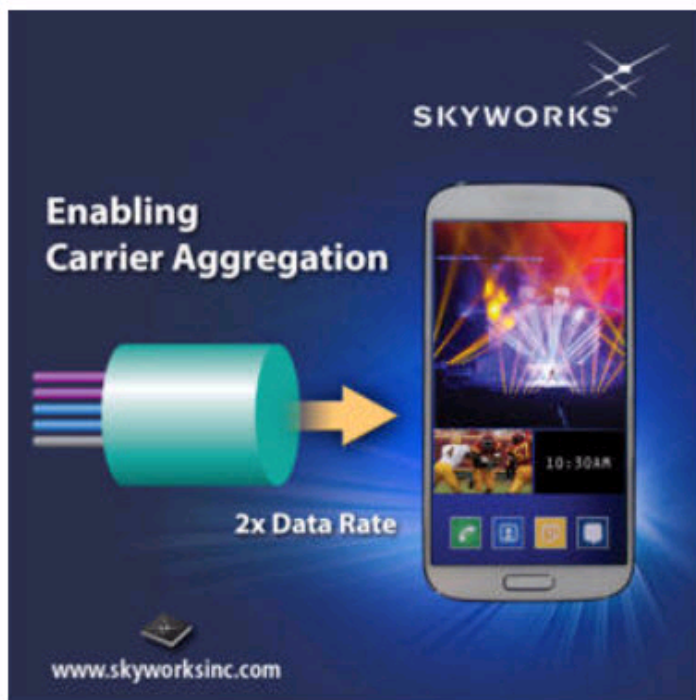 SKYWORKS®
Enabling
Carrier Aggregation
10:30AM
2x Data Rate
www.skyworksinc.com